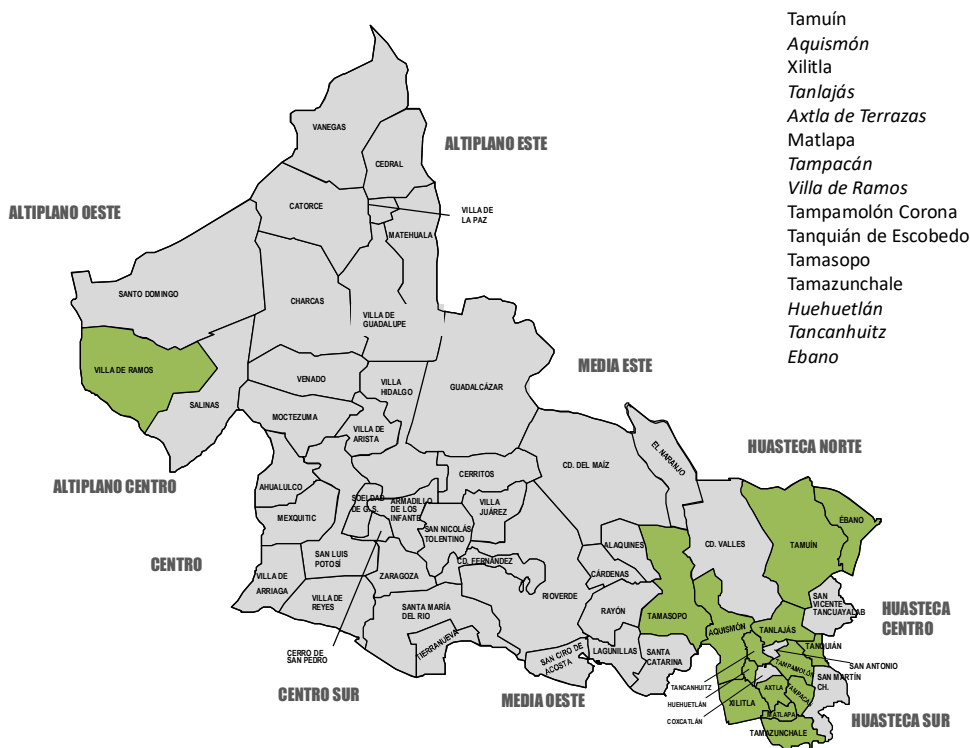 Tamuín
Aquismón
Xilitla
Tanlajás
Axtla de Terrazas
Matlapa
Tampacán
Villa de Ramos
Tampamolón Corona
Tanquián de Escobedo
Tamasopo
Tamazunchale
Huehuetlán
Tancanhuitz
Ebano
VANEGAS
ALTIPLANO ESTE
CEDRAL
ALTIPLANO OESTE
CATORCE
VILLA DE
LA PAZ
MATEHUALA
SANTO DOMINGO
CHARCAS
VILLA DE
GUADALUPE
MEDIA ESTE
VILLA DE RAMOS
VENADO
VILLA
HIDALGO
GUADALCÁZAR
SALINAS
MOCTEZUMA
VILLA DE
ARISTA
HUASTECA NORTE
EL NARANJO
CD. DEL MAÍZ
ALTIPLANO CENTRO
CERRITOS
AHUALULCO
SOLEDAD
DE G.S.
ARMADILLO
DE LOS
INFANTE
VILLA
JUÁREZ
MEXQUITIC
SAN NICOLÁS
TOLENTINO
ÉBANO
TAMUÍN
CD. VALLES
ALAQUINES
CENTRO
SAN LUIS
POTOSÍ
CD. FERNÁNDEZ
ZARAGOZA
CÁRDENAS
VILLA DE
ARRIAGA
VILLA DE
REYES
RIOVERDE
SAN
VICENTE
TANCUAYALAB
HUASTECA
CENTRO
SANTA MARÍA
DEL RIO
RAYÓN
TAMASOPO
AQUISMÓN
TANLAJÁS
TIERRANUEVA
TANQUIÁN
CERRO DE
SAN PEDRO
SAN CIRO DE
ACOSTA
LAGUNILLAS
SANTA
CATARINA
SAN ANTONIO
TAMPAMOLÓN
SAN MARTÍN
CH.
CENTRO SUR
MEDIA OESTE
TANCANHUITZ
HUEHUETLÁN
COXCATLÁN
AXTLA
TAMPACAN
XILITLA
MATLAPA
TAMAZUNCHALE
HUASTECA SUR